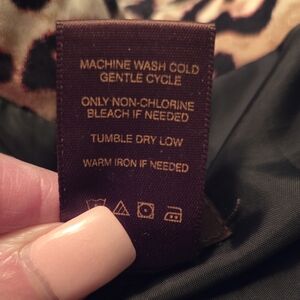 MACHINE WASH COLD
GENTLE CYCLE
ONLY NON-CHLORINE
BLEACH IF NEEDED
TUMBLE DRY LOW
WARM IRON IF NEEDED